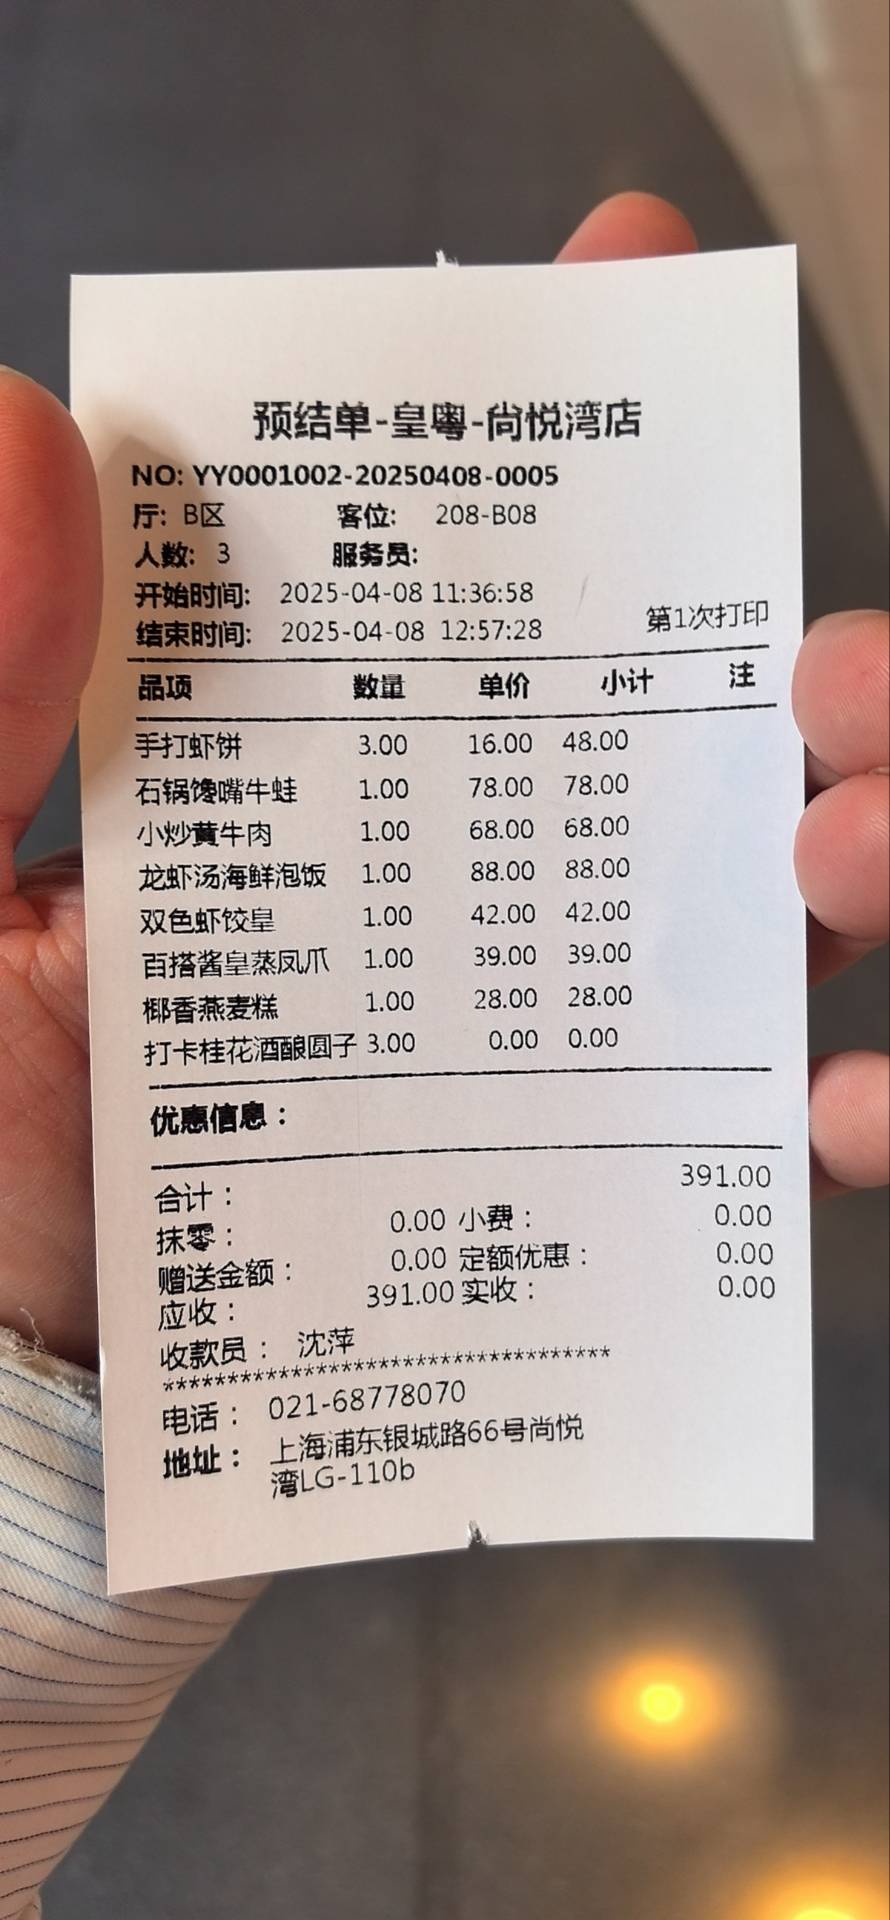 预结单-皇粤-尚悦湾店
NO: YY0001002-20250408-0005
厅: B区 客位: 208-B08
人数: 3 服务员:
开始时间: 2025-04-08 11:36:58
结束时间: 2025-04-08 12:57:28 第1次打印
品项 数量 单价 小计 注
手打虾饼 3.00 16.00 48.00
石锅馋嘴牛蛙 1.00 78.00 78.00
小炒黄牛肉 1.00 68.00 68.00
龙虾汤海鲜泡饭 1.00 88.00 88.00
双色虾饺皇 1.00 42.00 42.00
百搭酱皇蒸凤爪 1.00 39.00 39.00
椰香燕麦糕 1.00 28.00 28.00
打卡桂花酒酿圆子 3.00 0.00 0.00
优惠信息：
合计： 391.00
抹零： 0.00 小费： 0.00
赠送金额： 0.00 定额优惠： 0.00
应收： 391.00 实收： 0.00
收款员： 沈萍
***********************************
电话： 021-68778070
地址： 上海浦东银城路66号尚悦
湾LG-110b